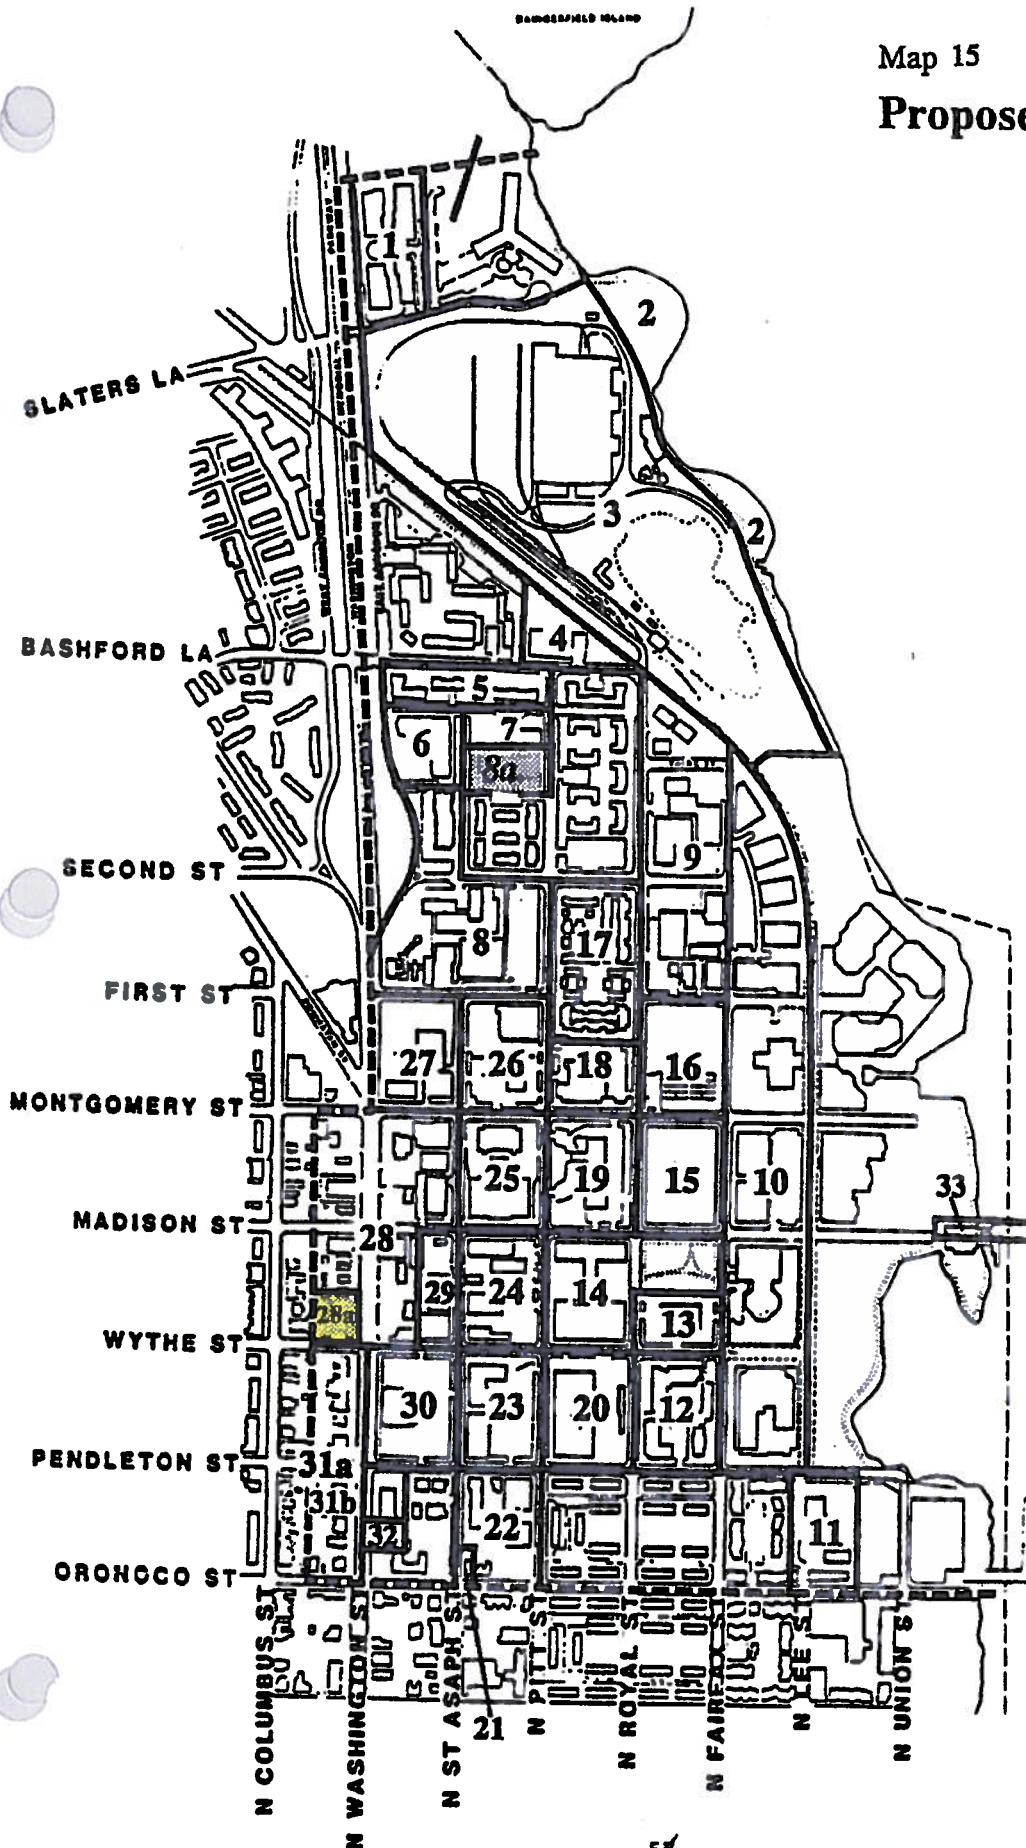 DAINGERFIELD ISLAND
Map 15
Propose
1
2
SLATERS LA
3
2
BASHFORD LA
4
5
6
7
8a
SECOND ST
9
8
17
FIRST ST
27
26
18
16
MONTGOMERY ST
25
19
15
10
33
MADISON ST
28
29
24
14
28a
13
WYTHE ST
30
23
20
12
PENDLETON ST
31a
31b
32
22
11
ORONOCO ST
21
N COLUMBUS ST
N WASHINGTON ST
N ST ASAPH ST
N PITT ST
N ROYAL ST
N FAIRFAX ST
N LEE ST
N UNION S